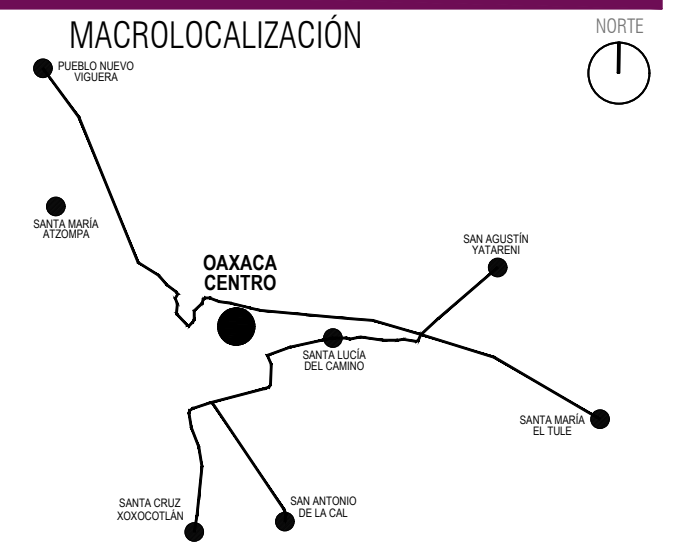 MACROLOCALIZACIÓN
NORTE
PUEBLO NUEVO
VIGUERA
SANTA MARÍA
ATZOMPA
SAN AGUSTÍN
YATARENI
OAXACA
CENTRO
SANTA LUCÍA
DEL CAMINO
SANTA MARÍA
EL TULE
SANTA CRUZ
XOXOCOTLÁN
SAN ANTONIO
DE LA CAL